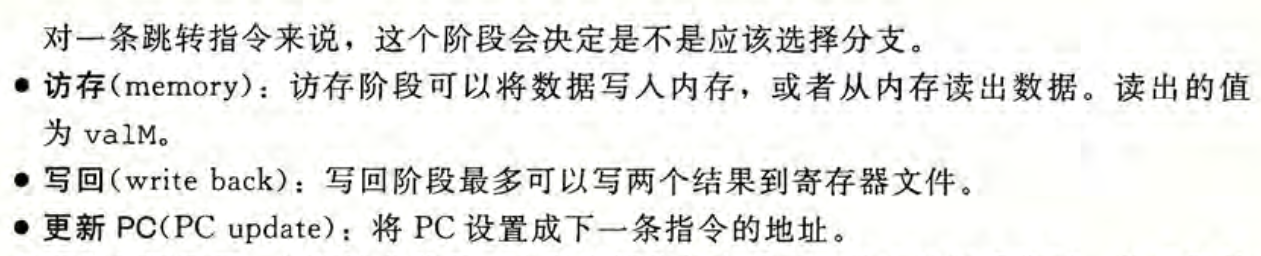 对一条跳转指令来说，这个阶段会决定是不是应该选择分支。
● 访存(memory)：访存阶段可以将数据写入内存，或者从内存读出数据。读出的值
为 valM。
● 写回(write back)：写回阶段最多可以写两个结果到寄存器文件。
● 更新 PC(PC update)：将 PC 设置成下一条指令的地址。